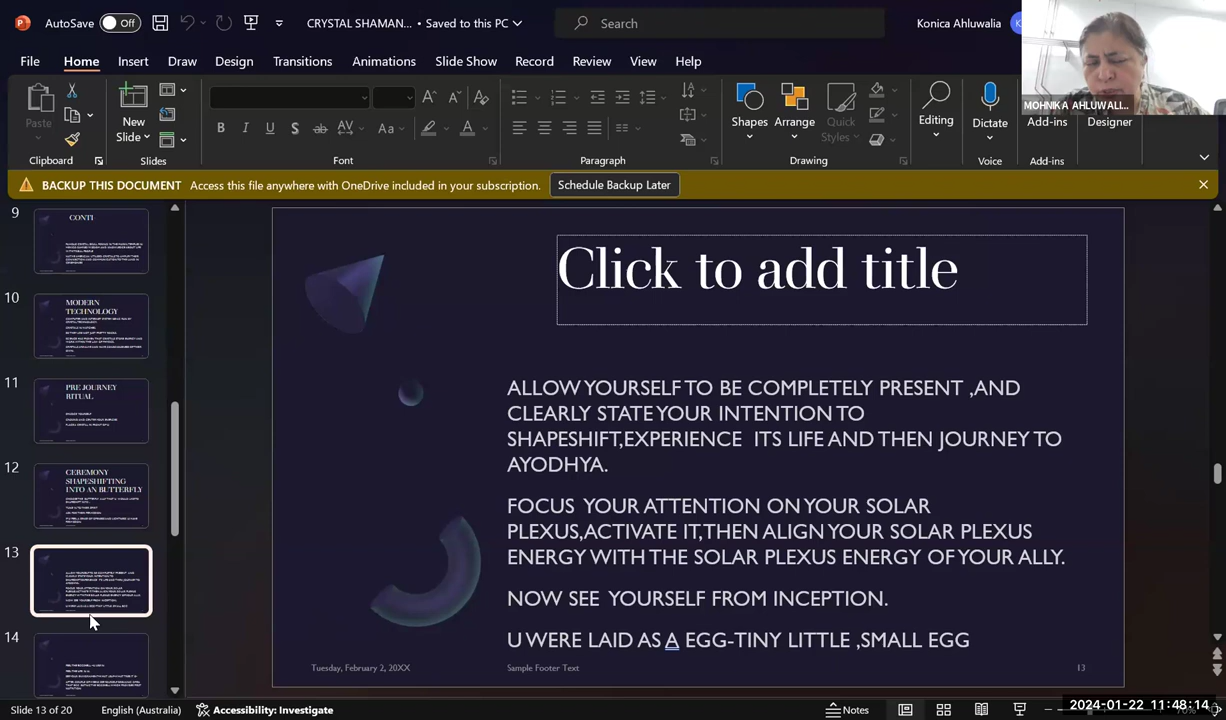 AutoSave Off CRYSTAL SHAMAN... • Saved to this PC Search Konica Ahluwalia
File Home Insert Draw Design Transitions Animations Slide Show Record Review View Help
MOHNIKA AHLUWALI...
Paste New Slide Shapes Arrange Quick Styles Editing Dictate Add-ins Designer
Clipboard Slides Font Paragraph Drawing Voice Add-ins
BACKUP THIS DOCUMENT Access this file anywhere with OneDrive included in your subscription. Schedule Backup Later
9
CONTI
10
MODERN
TECHNOLOGY
11
PRE JOURNEY
RITUAL
12
CEREMONY
SHAPESHIFTING
INTO AN BUTTERFLY
13
14
Click to add title
ALLOW YOURSELF TO BE COMPLETELY PRESENT ,AND
CLEARLY STATE YOUR INTENTION TO
SHAPESHIFT,EXPERIENCE ITS LIFE AND THEN JOURNEY TO
AYODHYA.
FOCUS YOUR ATTENTION ON YOUR SOLAR
PLEXUS,ACTIVATE IT,THEN ALIGN YOUR SOLAR PLEXUS
ENERGY WITH THE SOLAR PLEXUS ENERGY OF YOUR ALLY.
NOW SEE YOURSELF FROM INCEPTION.
U WERE LAID AS A EGG-TINY LITTLE ,SMALL EGG
Tuesday, February 2, 20XX Sample Footer Text 13
Slide 13 of 20 English (Australia) Accessibility: Investigate Notes
2024-01-22 11:48:14